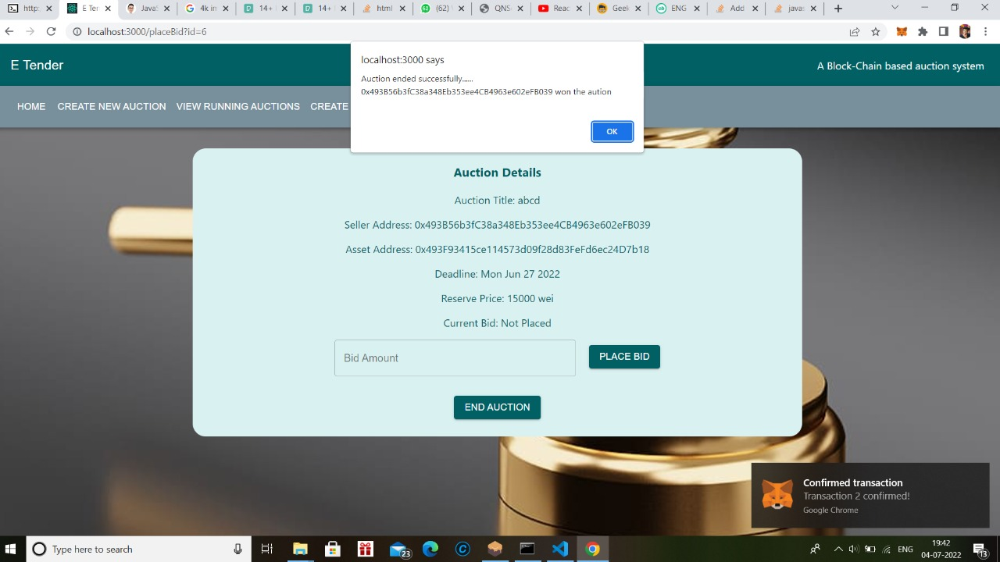 https
E Ter
JavaS
4k in
14+ I
14+
html
(62) \
QNS.
Reac
Geek
ENG
Add
javas
localhost:3000/placeBid?id=6
E Tender
A Block-Chain based auction system
localhost:3000 says
Auction ended successfully......
0x493B56b3fC38a348Eb353ee4CB4963e602eFB039 won the aution
OK
HOME CREATE NEW AUCTION VIEW RUNNING AUCTIONS CREATE
Auction Details
Auction Title: abcd
Seller Address: 0x493B56b3fC38a348Eb353ee4CB4963e602eFB039
Asset Address: 0x493F93415ce114573d09f28d83FeFd6ec24D7b18
Deadline: Mon Jun 27 2022
Reserve Price: 15000 wei
Current Bid: Not Placed
Bid Amount
PLACE BID
END AUCTION
Confirmed transaction
Transaction 2 confirmed!
Google Chrome
Type here to search
23
ENG
19:42
04-07-2022
13